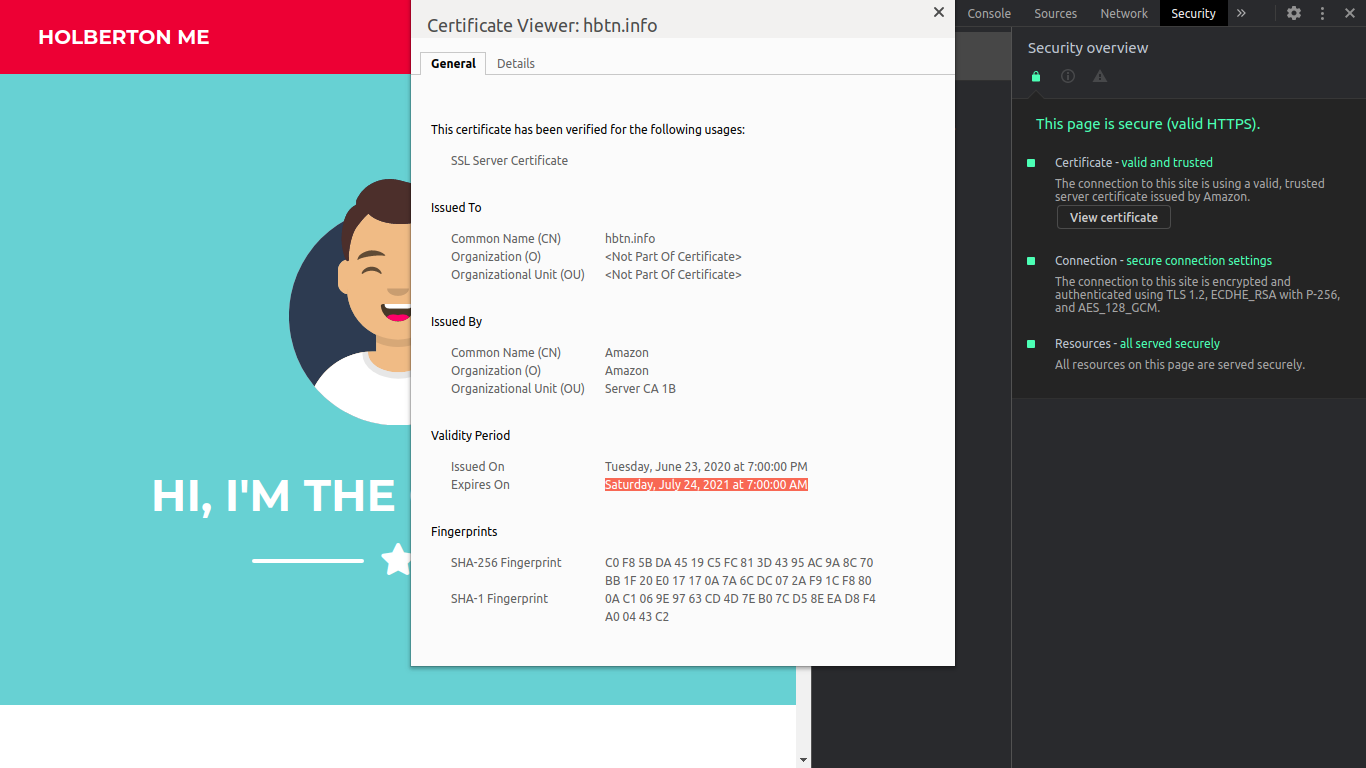 HOLBERTON ME
HI, I'M THE
Certificate Viewer: hbtn.info
General Details
This certificate has been verified for the following usages:
SSL Server Certificate
Issued To
Common Name (CN) hbtn.info
Organization (O) <Not Part Of Certificate>
Organizational Unit (OU) <Not Part Of Certificate>
Issued By
Common Name (CN) Amazon
Organization (O) Amazon
Organizational Unit (OU) Server CA 1B
Validity Period
Issued On Tuesday, June 23, 2020 at 7:00:00 PM
Expires On Saturday, July 24, 2021 at 7:00:00 AM
Fingerprints
SHA-256 Fingerprint C0 F8 5B DA 45 19 C5 FC 81 3D 43 95 AC 9A 8C 70
BB 1F 20 E0 17 17 0A 7A 6C DC 07 2A F9 1C F8 80
SHA-1 Fingerprint 0A C1 06 9E 97 63 CD 4D 7E B0 7C D5 8E EA D8 F4
A0 04 43 C2
Console Sources Network Security
Security overview
This page is secure (valid HTTPS).
Certificate - valid and trusted
The connection to this site is using a valid, trusted
server certificate issued by Amazon.
View certificate
Connection - secure connection settings
The connection to this site is encrypted and
authenticated using TLS 1.2, ECDHE_RSA with P-256,
and AES_128_GCM.
Resources - all served securely
All resources on this page are served securely.